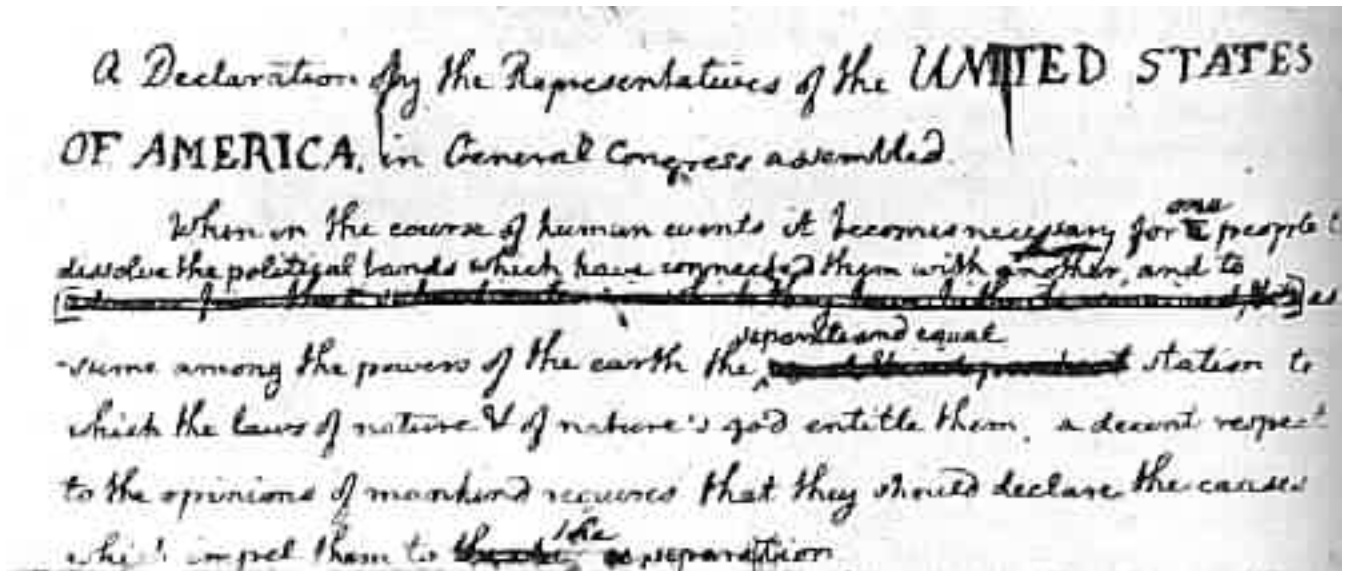 A Declaration by the Representatives of the UNITED STATES
OF AMERICA, in General Congress assembled.
When in the course of human events it becomes necessary for one people
dissolve the political bands which have connected them with another, and to
as
separate and equal
-sume among the powers of the earth the station to
which the laws of nature & of nature's god entitle them, a decent respect
to the opinions of mankind requires that they should declare the causes
the
which impel them to separation